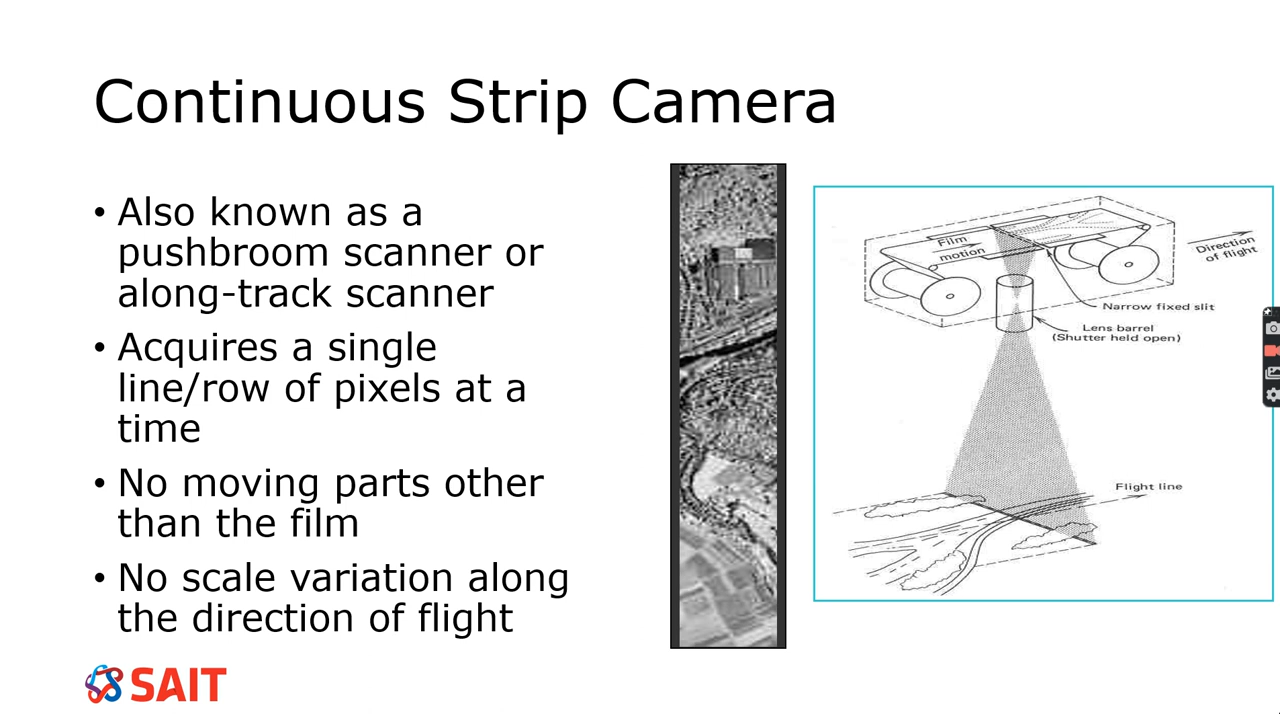 Continuous Strip Camera
• Also known as a
pushbroom scanner or
along-track scanner
• Acquires a single
line/row of pixels at a
time
• No moving parts other
than the film
• No scale variation along
the direction of flight
Film
motion
Direction
of flight
Narrow fixed slit
Lens barrel
(Shutter held open)
Flight line
SAIT